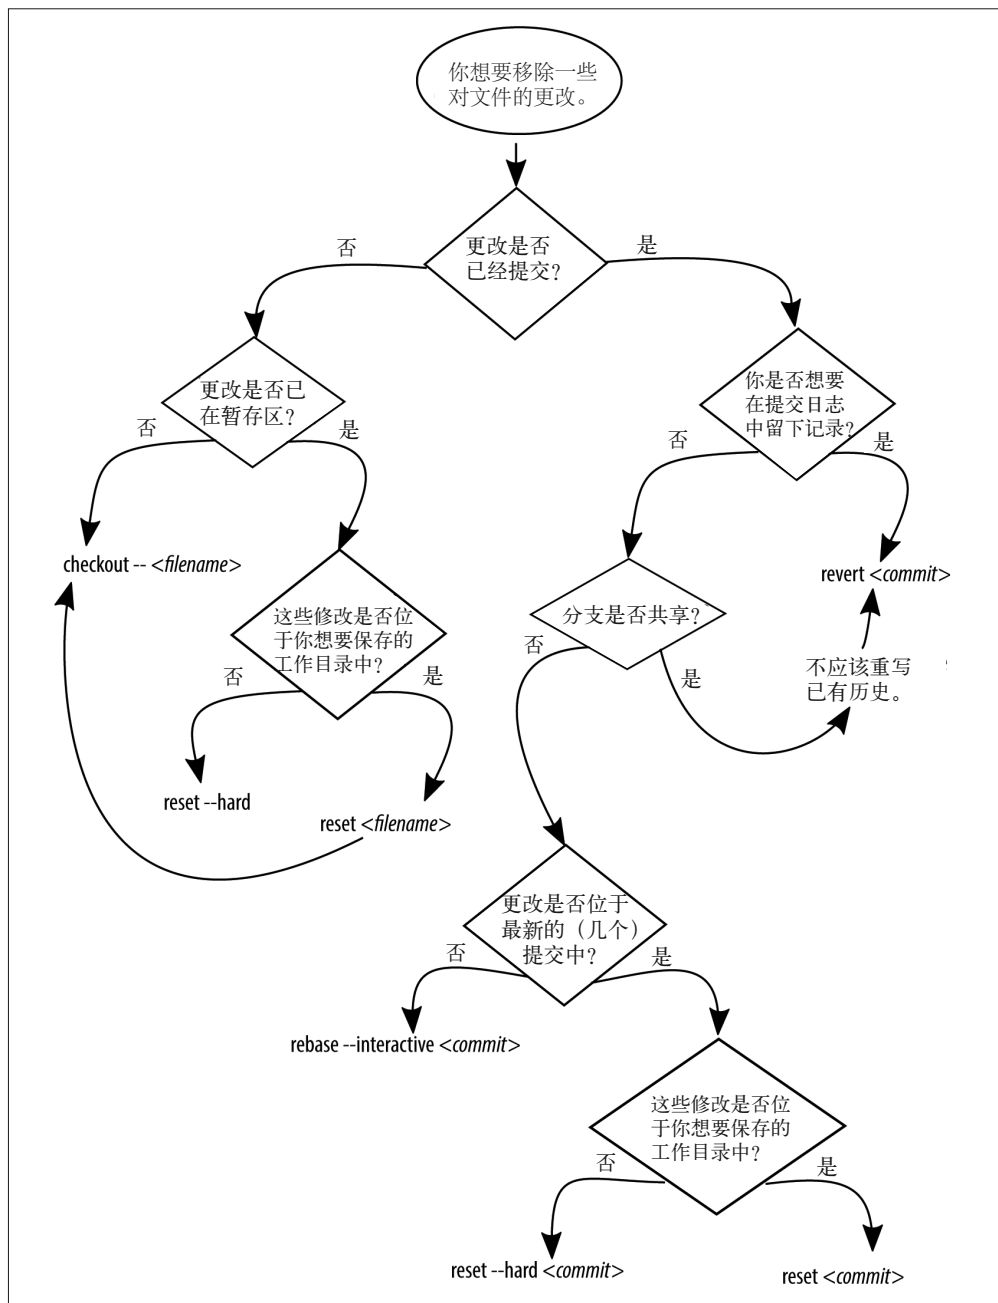 你想要移除一些
对文件的更改。
否
是
更改是否
已经提交？
更改是否已
在暂存区？
否
是
你是否想要
在提交日志
中留下记录？
否
是
checkout -- <filename>
revert <commit>
这些修改是否位
于你想要保存的
工作目录中？
否
是
分支是否共享？
否
是
不应该重写
已有历史。
reset --hard
reset <filename>
更改是否位于
最新的（几个）
提交中？
否
是
rebase --interactive <commit>
这些修改是否位
于你想要保存的
工作目录中？
否
是
reset --hard <commit>
reset <commit>